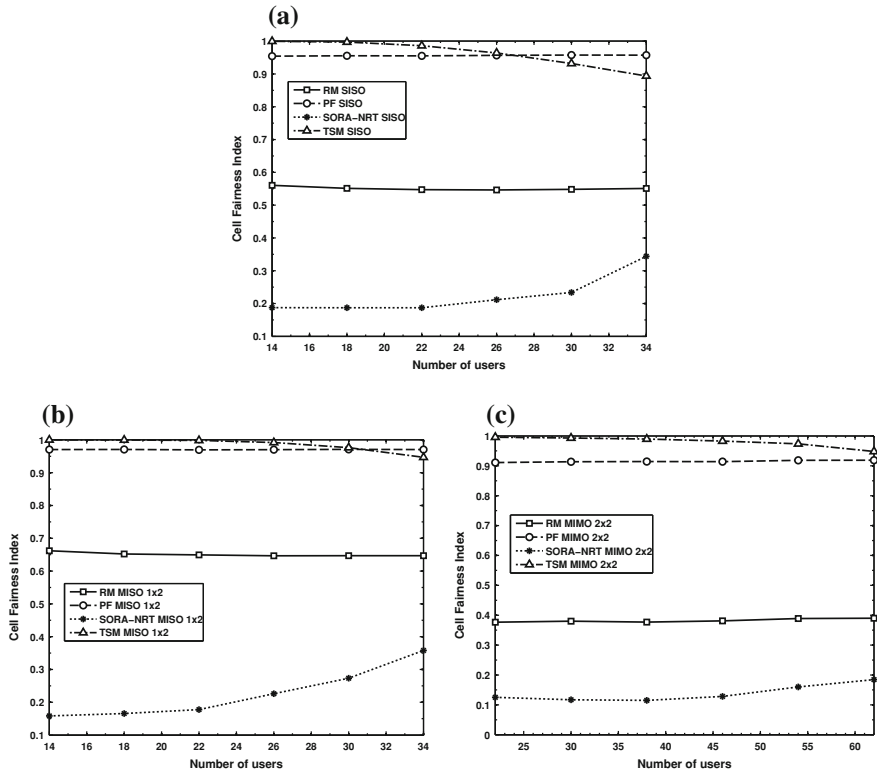 (a)
1
0.9
0.8
0.7
0.6
0.5
0.4
0.3
0.2
0.1
Cell Fairness Index
RM SISO
PF SISO
SORA−NRT SISO
TSM SISO
14 16 18 20 22 24 26 28 30 32 34
Number of users
(b)
1
0.9
0.8
0.7
0.6
0.5
0.4
0.3
0.2
0.1
Cell Fairness Index
RM MISO 1x2
PF MISO 1x2
SORA−NRT MISO 1x2
TSM MISO 1x2
14 16 18 20 22 24 26 28 30 32 34
Number of users
(c)
1
0.9
0.8
0.7
0.6
0.5
0.4
0.3
0.2
0.1
0
Cell Fairness Index
RM MIMO 2x2
PF MIMO 2x2
SORA−NRT MIMO 2x2
TSM MIMO 2x2
25 30 35 40 45 50 55 60
Number of users